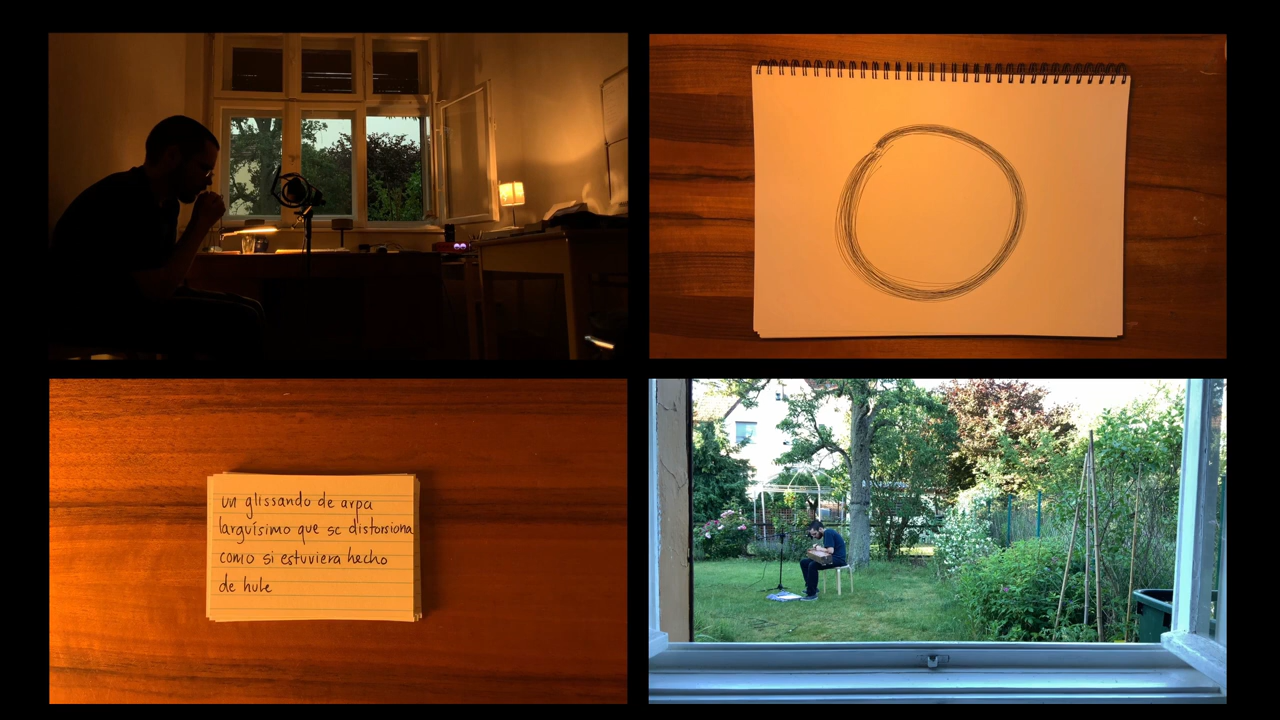 un glissando de arpa
larguísimo que se distorsiona
como si estuviera hecho
de hule